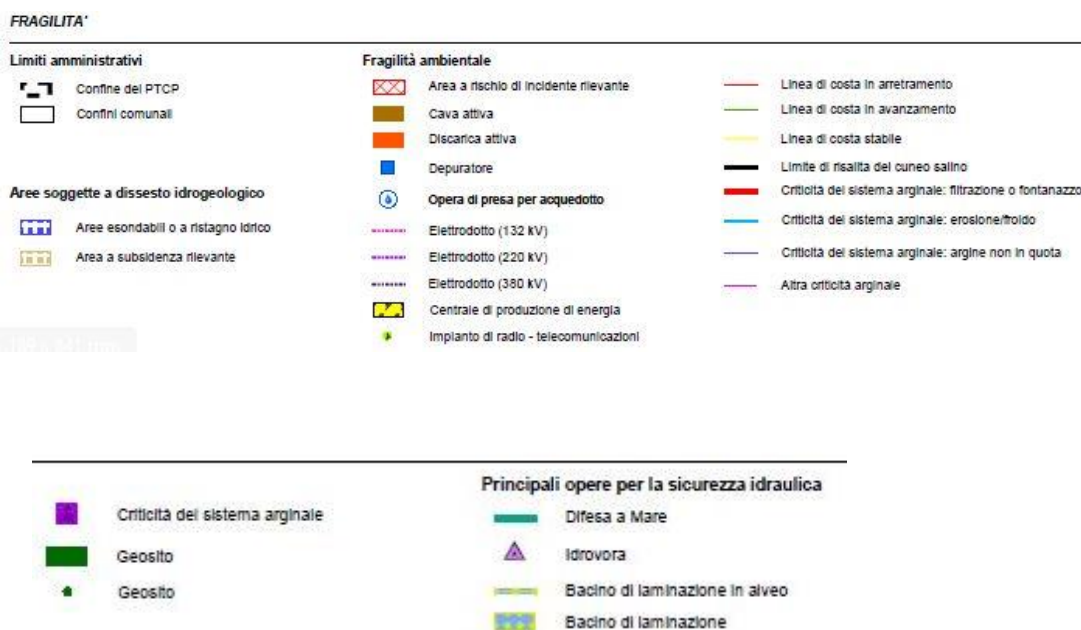 FRAGILITA'
Limiti amministrativi
Confine del PTCP
Confini comunali
Aree soggette a dissesto idrogeologico
Aree esondabili o a ristagno idrico
Area a subsidenza rilevante
Fragilità ambientale
Area a rischio di incidente rilevante
Cava attiva
Discarica attiva
Depuratore
Opera di presa per acquedotto
Elettrodotto (132 kV)
Elettrodotto (220 kV)
Elettrodotto (380 kV)
Centrale di produzione di energia
Impianto di radio - telecomunicazioni
Linea di costa in arretramento
Linea di costa in avanzamento
Linea di costa stabile
Limite di risalita del cuneo salino
Criticità del sistema arginale: filtrazione o fontanazzo
Criticità del sistema arginale: erosione/froldo
Criticità del sistema arginale: argine non in quota
Altra criticità arginale
Criticità del sistema arginale
Geosito
Geosito
Principali opere per la sicurezza idraulica
Difesa a Mare
Idrovora
Bacino di laminazione in alveo
Bacino di laminazione